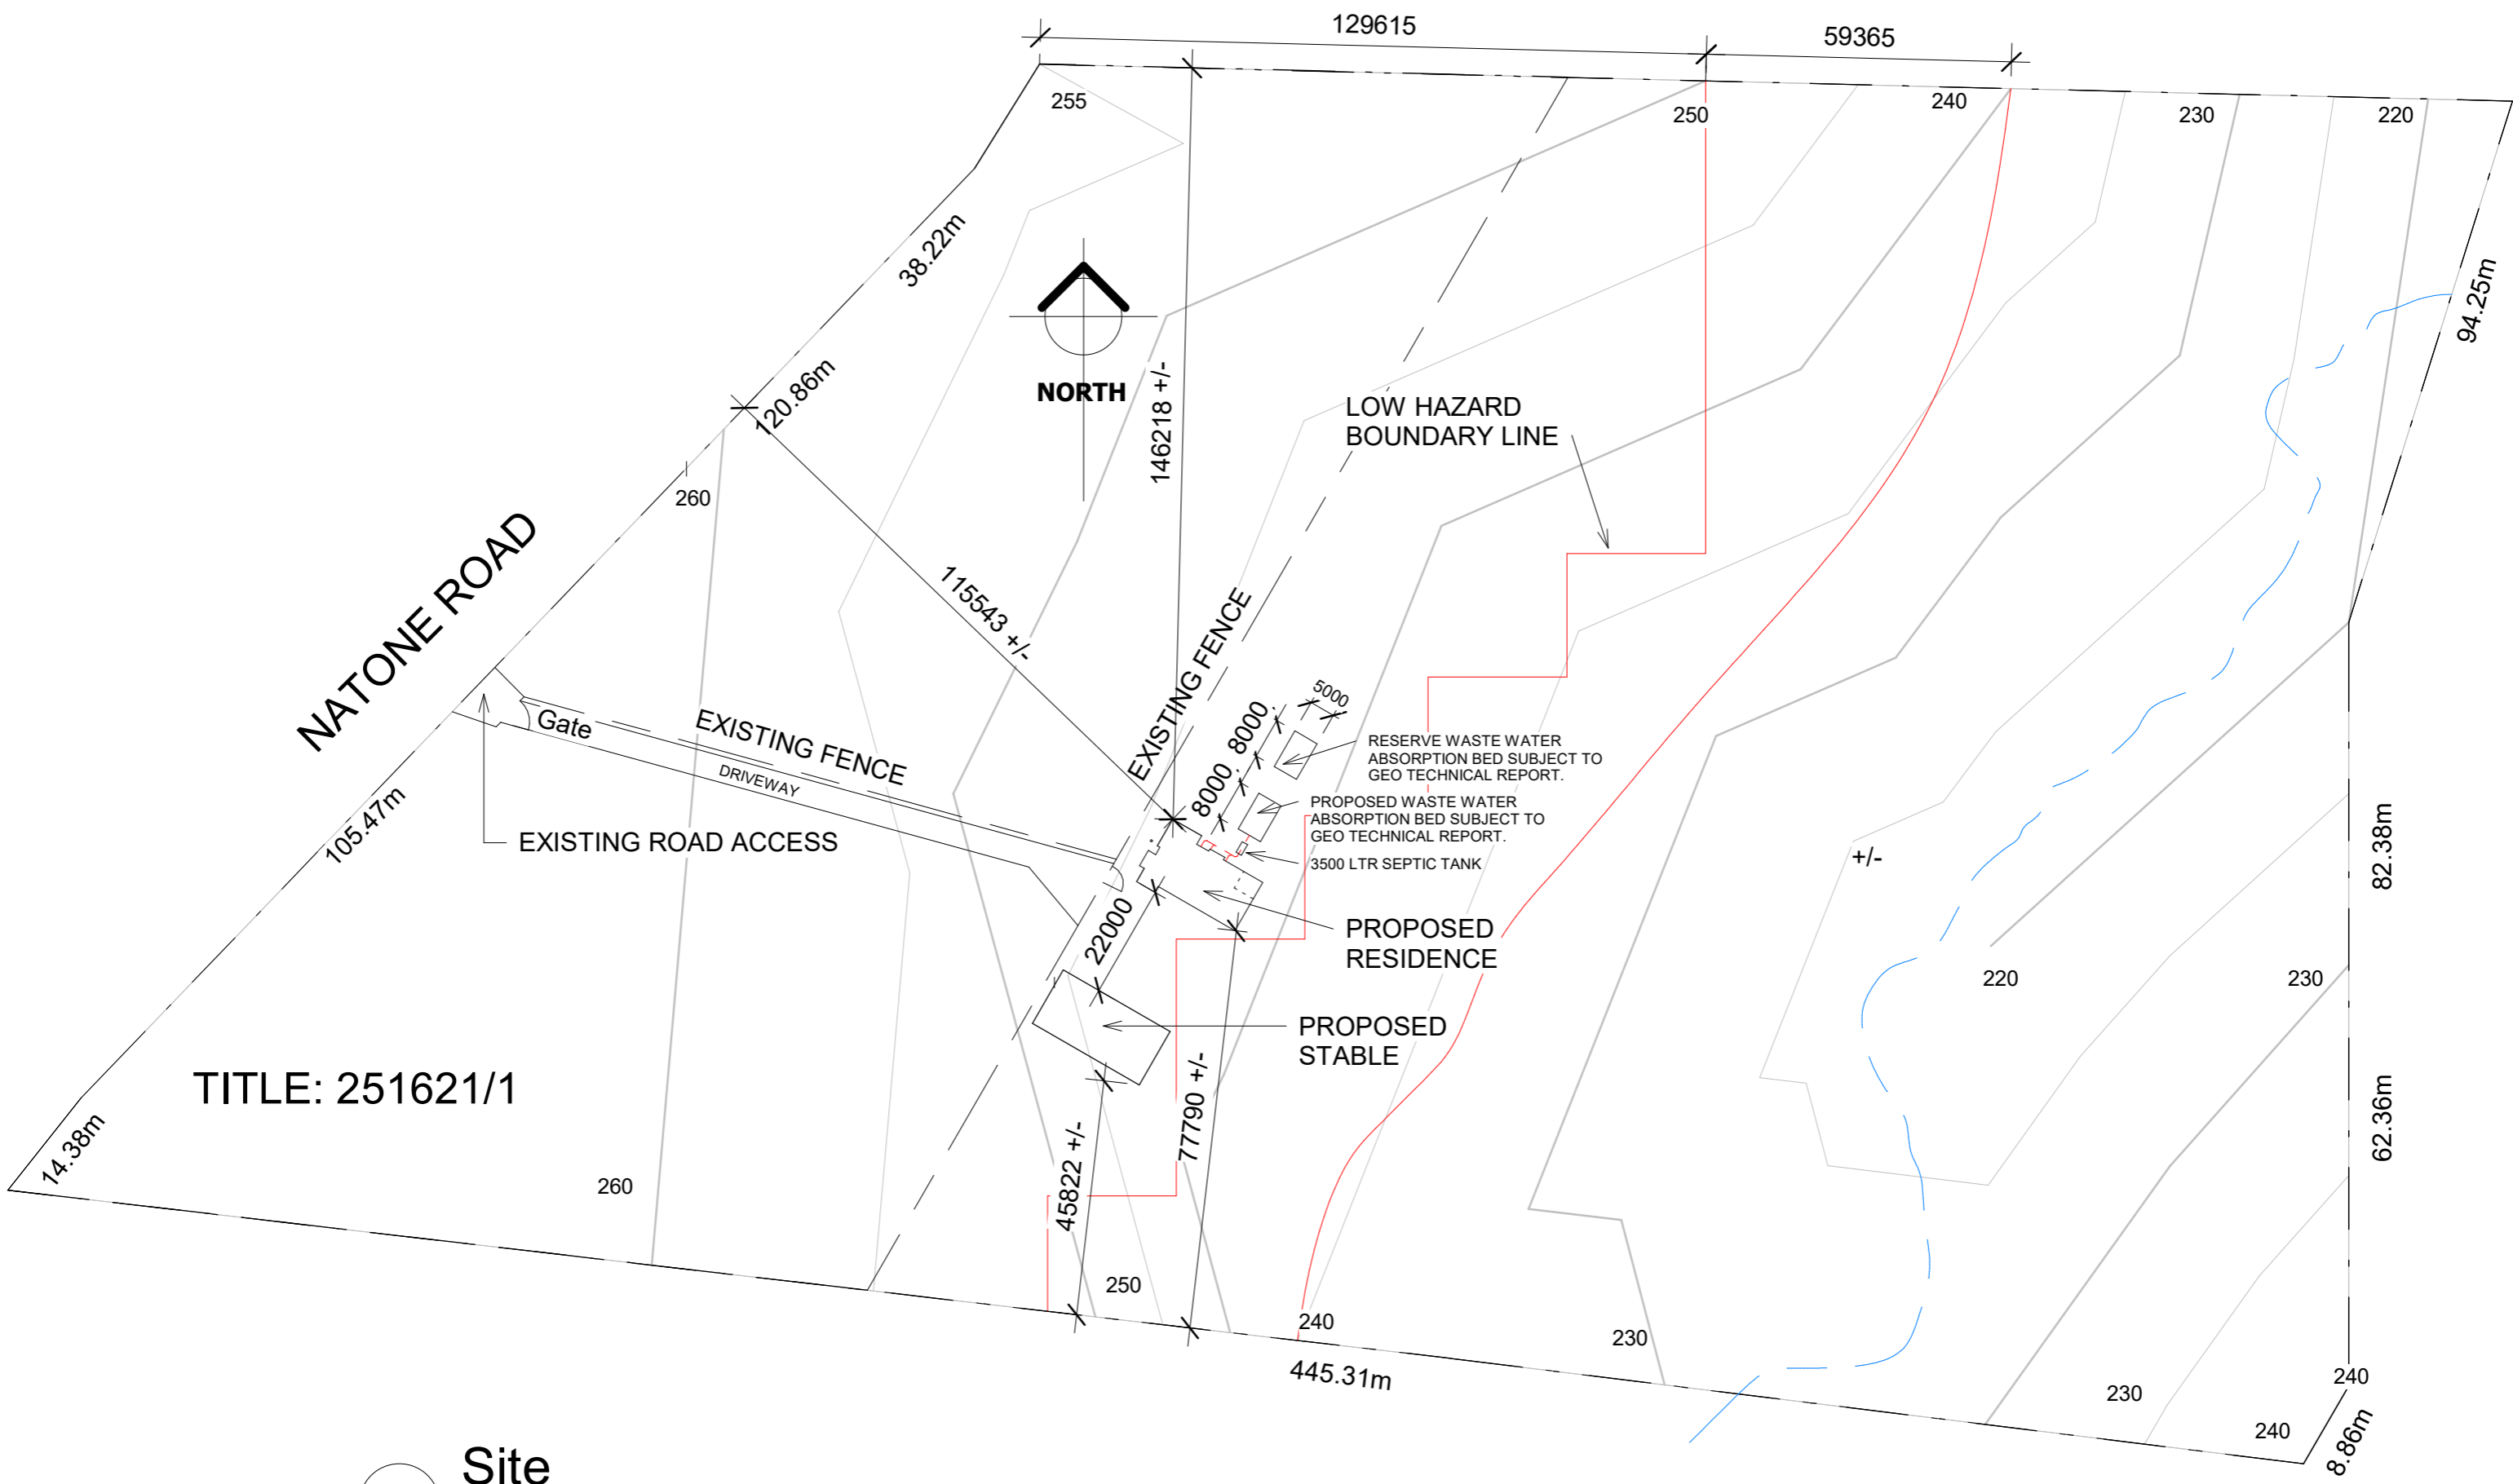 129615
59365
255
250
240
230
220
38.22m
94.25m
NORTH
120.86m
146218 +/-
LOW HAZARD
BOUNDARY LINE
260
NATONE ROAD
115543 +/-
EXISTING FENCE
5000
8000
8000
Gate
EXISTING FENCE
DRIVEWAY
RESERVE WASTE WATER
ABSORPTION BED SUBJECT TO
GEO TECHNICAL REPORT.
PROPOSED WASTE WATER
ABSORPTION BED SUBJECT TO
GEO TECHNICAL REPORT.
3500 LTR SEPTIC TANK
105.47m
EXISTING ROAD ACCESS
+/-
82.38m
22000
PROPOSED
RESIDENCE
220
230
PROPOSED
STABLE
TITLE: 251621/1
14.38m
77790 +/-
45822 +/-
62.36m
260
250
240
230
445.31m
240
230
240
8.86m
Site